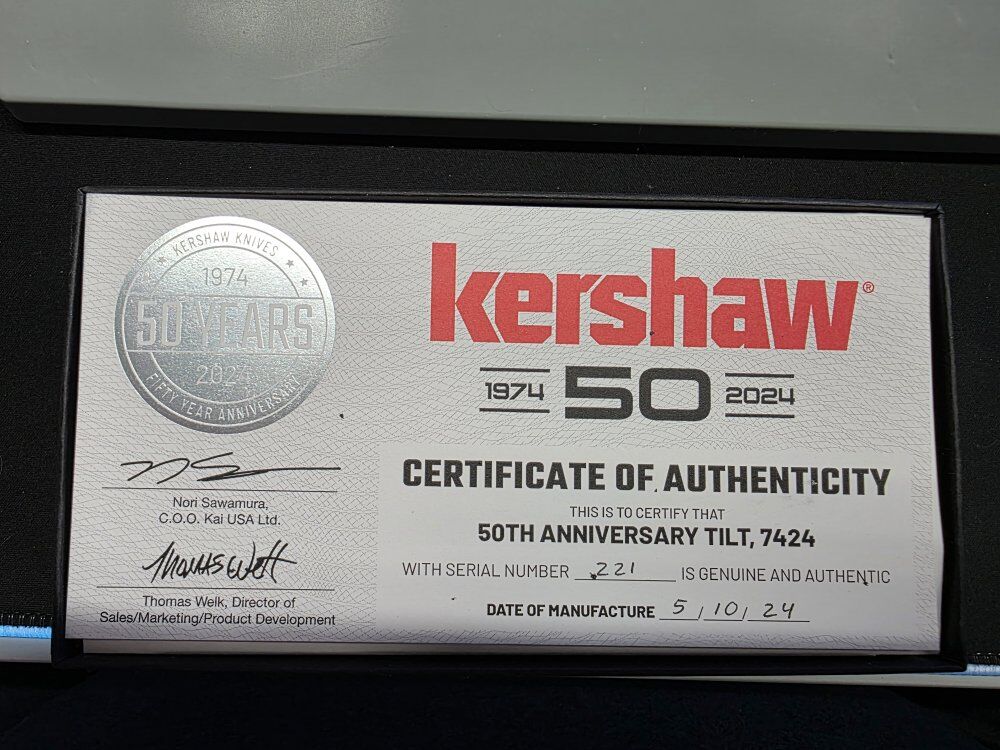 KERSHAW KNIVES
1974
50 YEARS
2024
FIFTY YEAR ANNIVERSARY
kershaw®
1974 50 2024
Nori Sawamura,
C.O.O. Kai USA Ltd.
Thomas Welk
Thomas Welk, Director of
Sales/Marketing/Product Development
CERTIFICATE OF AUTHENTICITY
THIS IS TO CERTIFY THAT
50TH ANNIVERSARY TILT, 7424
WITH SERIAL NUMBER 221 IS GENUINE AND AUTHENTIC
DATE OF MANUFACTURE 5/10/24